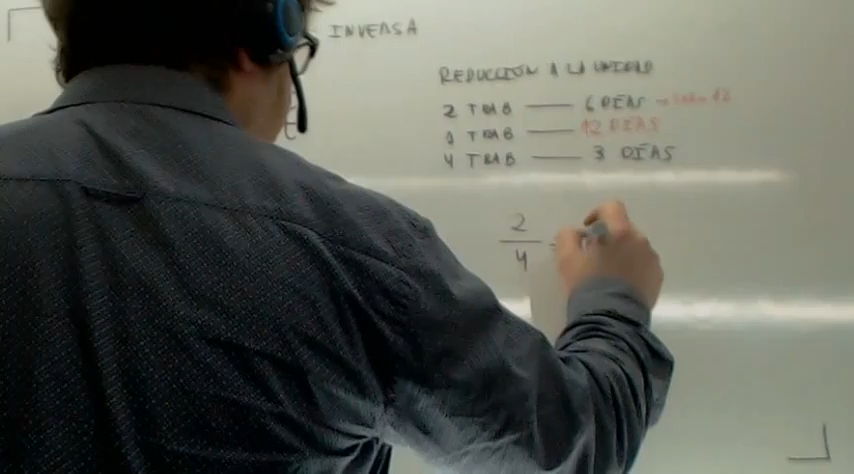 INVERSA
REDUCCIÓN A LA UNIDAD
2 TRAB —— 6 DÍAS →
1 TRAB —— 12 DÍAS
4 TRAB —— 3 DÍAS
2
4